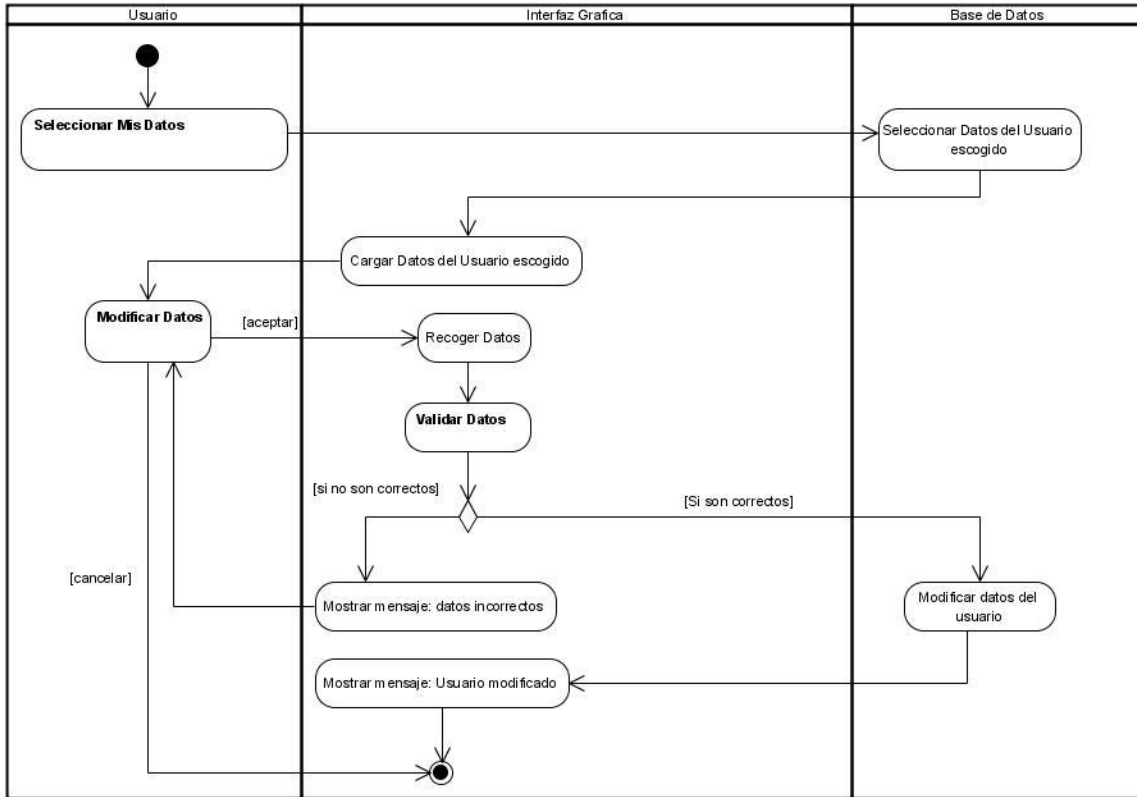 Usuario
Interfaz Grafica
Base de Datos
Seleccionar Mis Datos
Seleccionar Datos del Usuario
escogido
Cargar Datos del Usuario escogido
Modificar Datos
[aceptar]
Recoger Datos
Validar Datos
[si no son correctos]
[Si son correctos]
[cancelar]
Mostrar mensaje: datos incorrectos
Modificar datos del
usuario
Mostrar mensaje: Usuario modificado